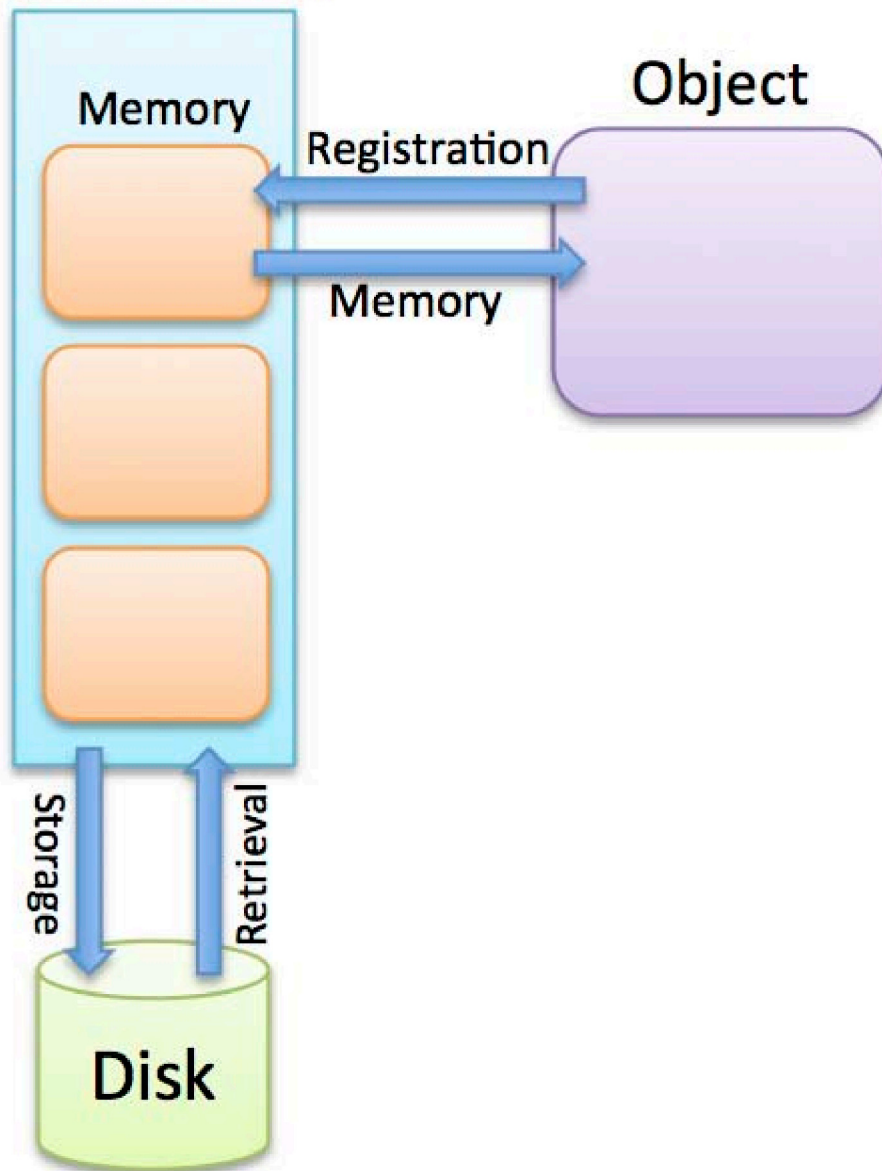 Memory
Object
Registration
Memory
Storage
Retrieval
Disk